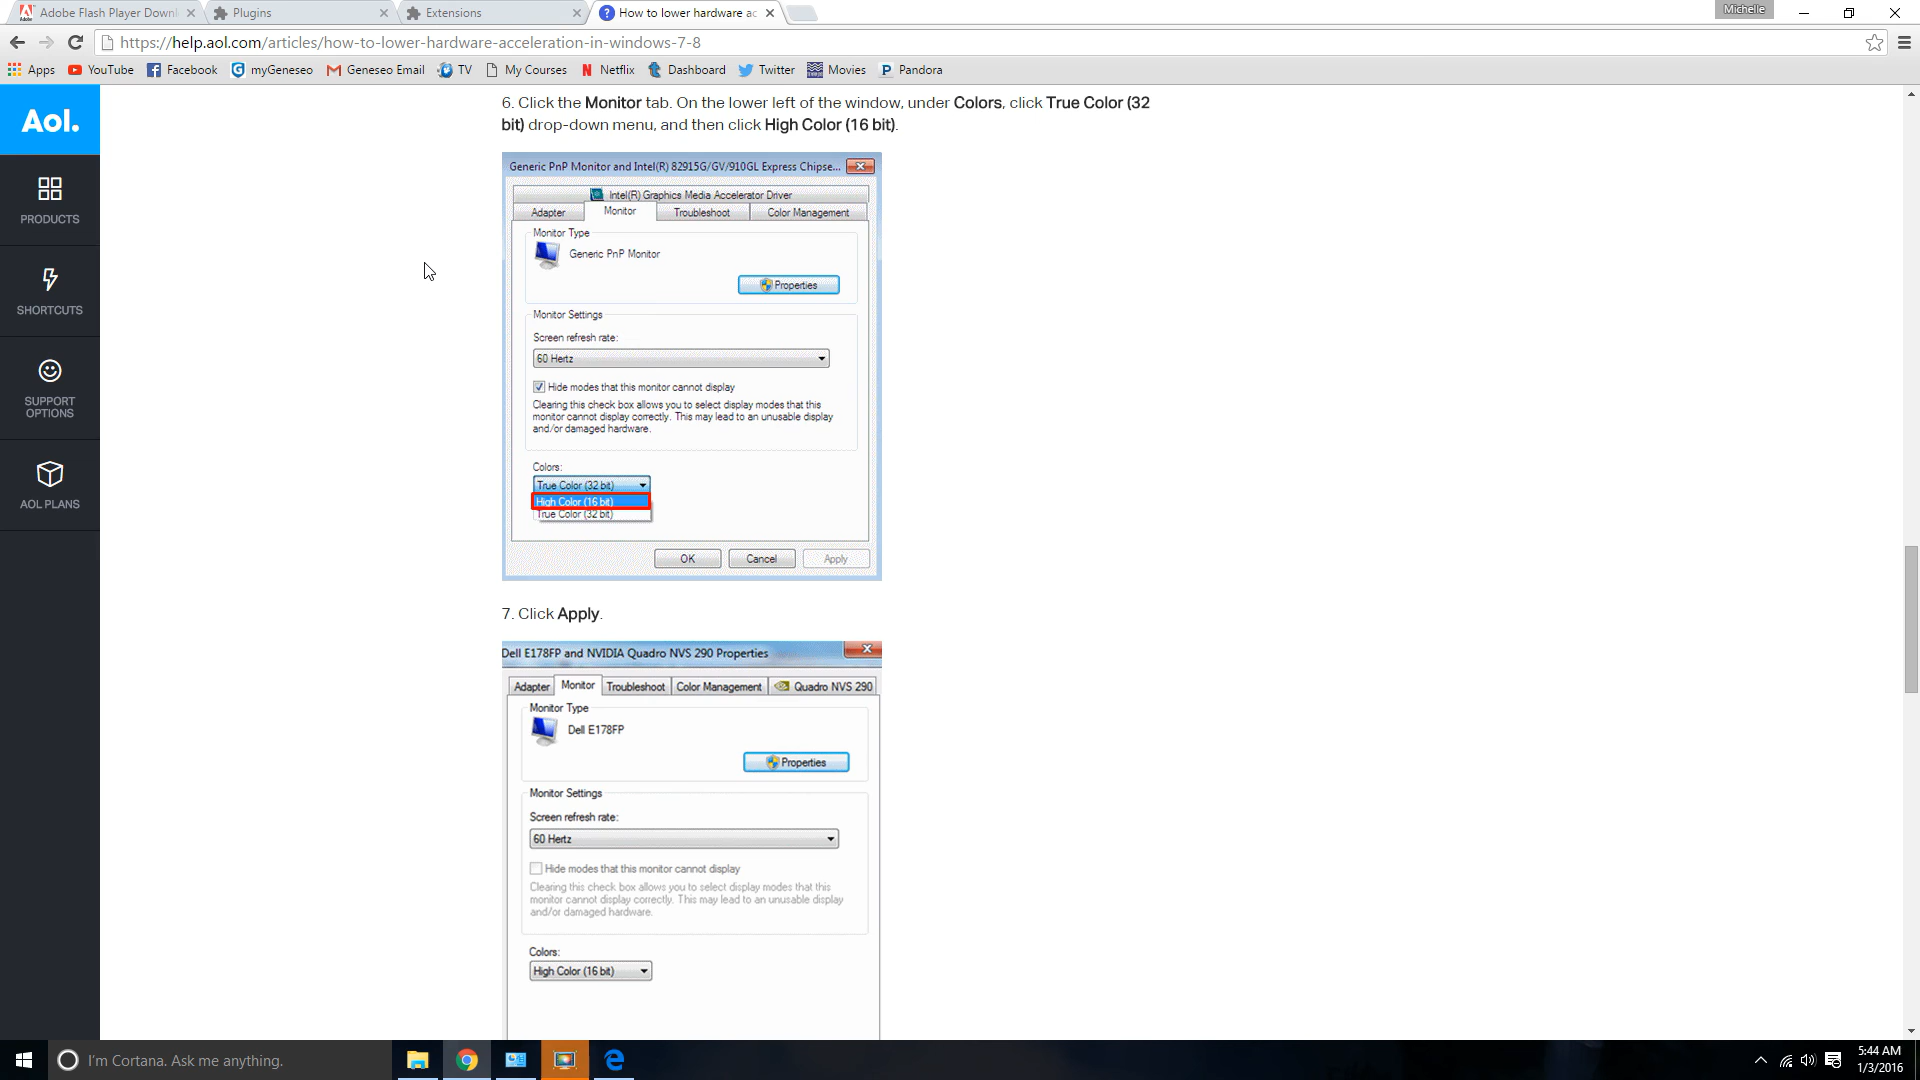 Adobe Flash Player Downl
Plugins
Extensions
How to lower hardware ac
Michelle
https://help.aol.com/articles/how-to-lower-hardware-acceleration-in-windows-7-8
Apps YouTube Facebook myGeneseo Geneseo Email TV My Courses Netflix Dashboard Twitter Movies Pandora
Aol.
PRODUCTS
SHORTCUTS
SUPPORT
OPTIONS
AOL PLANS
6. Click the Monitor tab. On the lower left of the window, under Colors, click True Color (32
bit) drop-down menu, and then click High Color (16 bit).
Generic PnP Monitor and Intel(R) 82915G/GV/910GL Express Chipse...
Intel(R) Graphics Media Accelerator Driver
Adapter Monitor Troubleshoot Color Management
Monitor Type
Generic PnP Monitor
Properties
Monitor Settings
Screen refresh rate:
60 Hertz
Hide modes that this monitor cannot display
Clearing this check box allows you to select display modes that this
monitor cannot display correctly. This may lead to an unusable display
and/or damaged hardware.
Colors:
True Color (32 bit)
High Color (16 bit)
True Color (32 bit)
OK Cancel Apply
7. Click Apply.
Dell E178FP and NVIDIA Quadro NVS 290 Properties
Adapter Monitor Troubleshoot Color Management Quadro NVS 290
Monitor Type
Dell E178FP
Properties
Monitor Settings
Screen refresh rate:
60 Hertz
Hide modes that this monitor cannot display
Clearing this check box allows you to select display modes that this
monitor cannot display correctly. This may lead to an unusable display
and/or damaged hardware.
Colors:
High Color (16 bit)
I'm Cortana. Ask me anything.
5:44 AM
1/3/2016